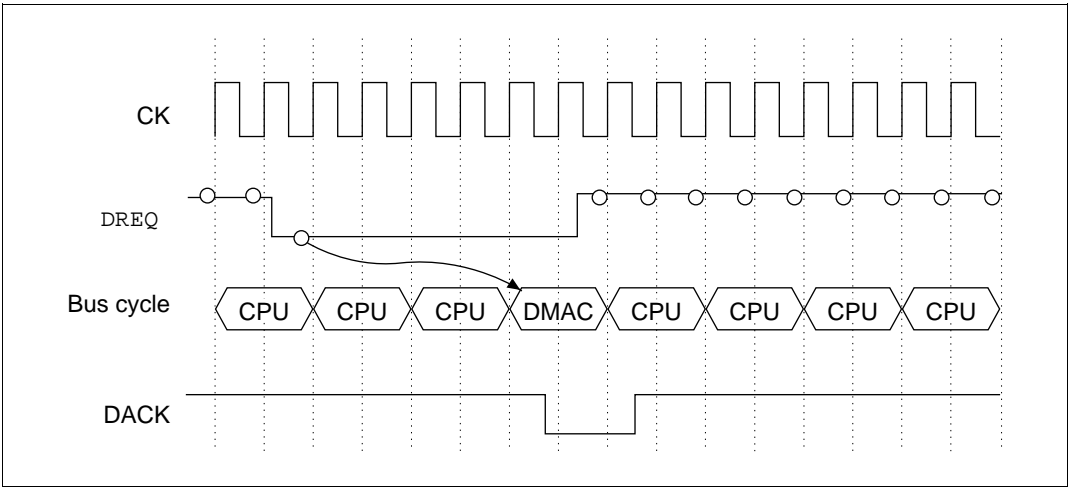 CK
DREQ
Bus cycle CPU CPU CPU DMAC CPU CPU CPU CPU
DACK